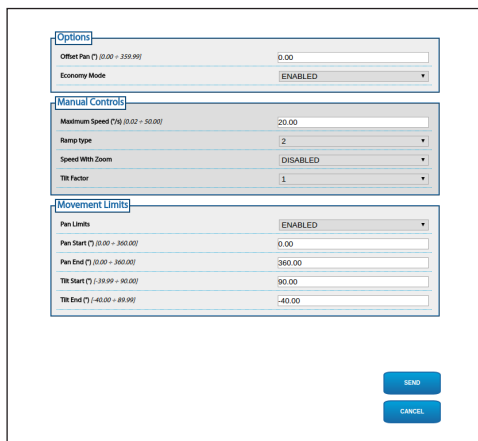 Options
Offset Pan (°) [0.00 ÷ 359.99] 0.00
Economy Mode ENABLED
Manual Controls
Maximum Speed (°/s) [0.02 ÷ 50.00] 20.00
Ramp type 2
Speed With Zoom DISABLED
Tilt Factor 1
Movement Limits
Pan Limits ENABLED
Pan Start (°) [0.00 ÷ 360.00] 0.00
Pan End (°) [0.00 ÷ 360.00] 360.00
Tilt Start (°) [-39.99 ÷ 90.00] 90.00
Tilt End (°) [-40.00 ÷ 89.99] -40.00
SEND
CANCEL